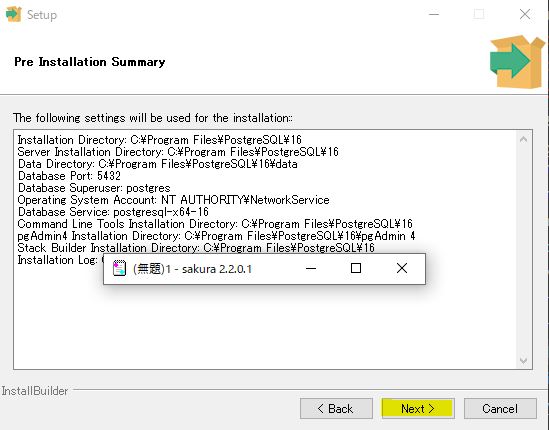 Setup
Pre Installation Summary
The following settings will be used for the installation::
Installation Directory: C:¥Program Files¥PostgreSQL¥16
Server Installation Directory: C:¥Program Files¥PostgreSQL¥16
Data Directory: C:¥Program Files¥PostgreSQL¥16¥data
Database Port: 5432
Database Superuser: postgres
Operating System Account: NT AUTHORITY¥NetworkService
Database Service: postgresql-x64-16
Command Line Tools Installation Directory: C:¥Program Files¥PostgreSQL¥16
pgAdmin4 Installation Directory: C:¥Program Files¥PostgreSQL¥16¥pgAdmin 4
Stack Builder Installation Directory: C:¥Program Files¥PostgreSQL¥16
Installation Log:
(無題)1 - sakura 2.2.0.1
InstallBuilder
< Back
Next >
Cancel